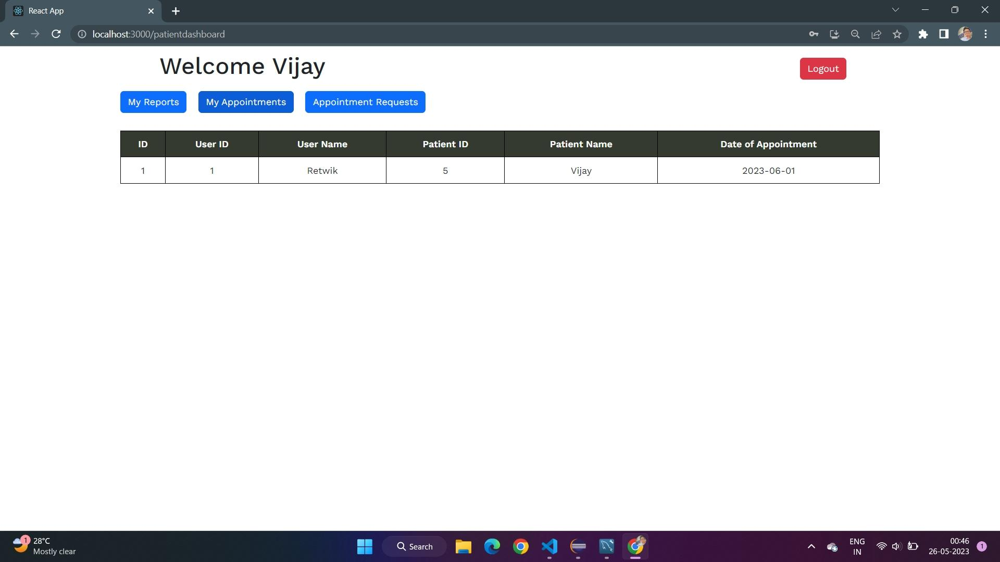 React App
localhost:3000/patientdashboard
Welcome Vijay
Logout
My Reports
My Appointments
Appointment Requests
ID User ID User Name Patient ID Patient Name Date of Appointment
1 1 Retwik 5 Vijay 2023-06-01
1
28°C
Mostly clear
Search
ENG
IN
00:46
26-05-2023
1